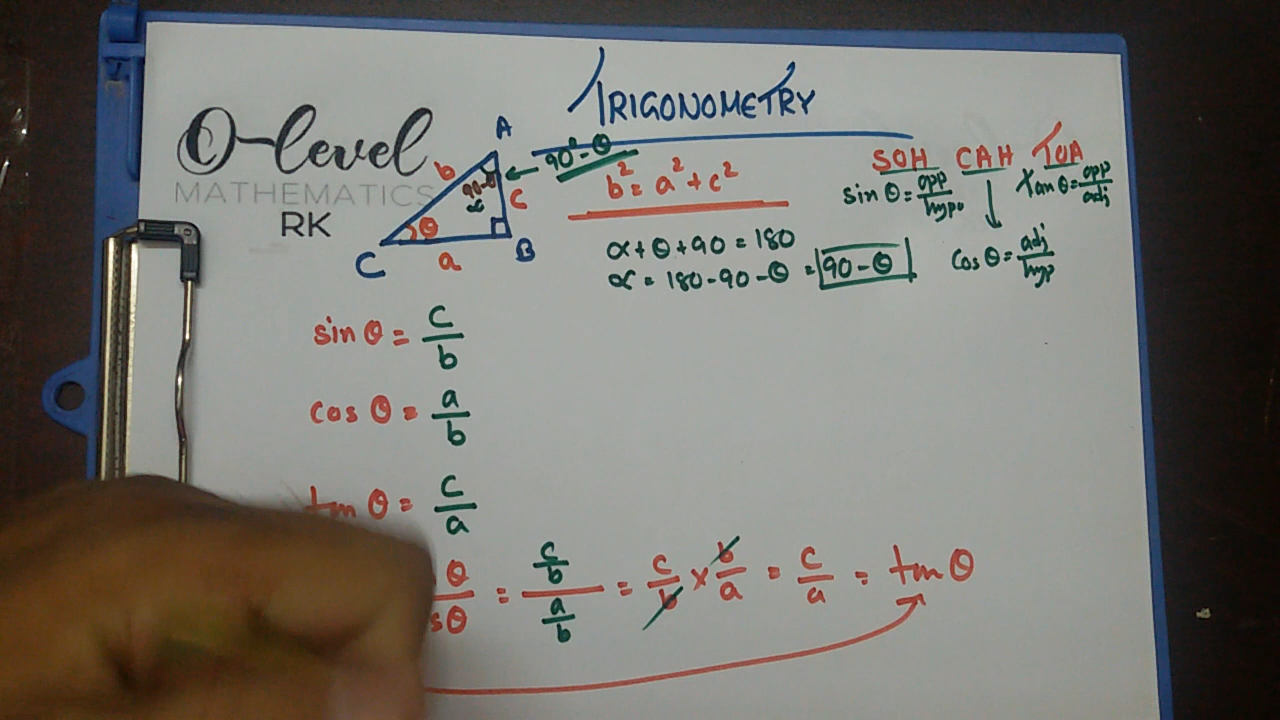 TRIGONOMETRY
O-level
MATHEMATICS
RK
A
90°-θ
b
90-θ
α
c
θ
C
a
B
b² = a² + c²
SOH CAH TOA
sin θ = opp/hypo
tan θ = opp/adj
cos θ = adj/hyp
α + θ + 90 = 180
α = 180 - 90 - θ = 90 - θ
sin θ = c/b
cos θ = a/b
tan θ = c/a
θ/sθ = (c/b)/(a/b) = c/b × b/a = c/a = tan θ